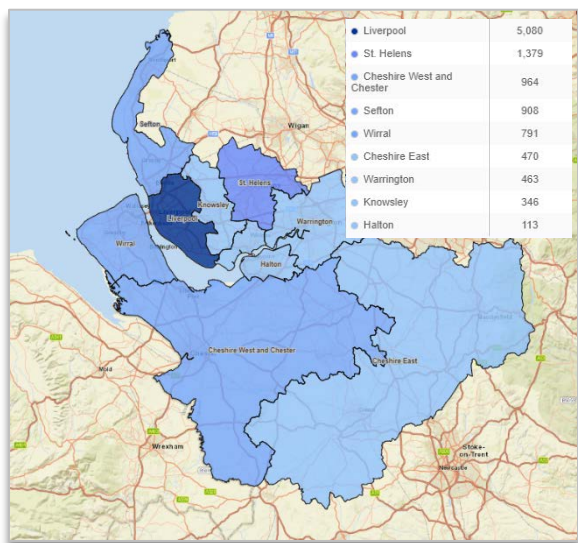 Liverpool 5,080
St. Helens 1,379
Cheshire West and
Chester 964
Sefton 908
Wirral 791
Cheshire East 470
Warrington 463
Knowsley 346
Halton 113
Sefton
Wigan
St. Helens
Knowsley
Liverpool
Warrington
Wirral
Halton
Cheshire West and Chester
Cheshire East
Mold
Wrexham
Stoke-
on-Trent
Newcastle